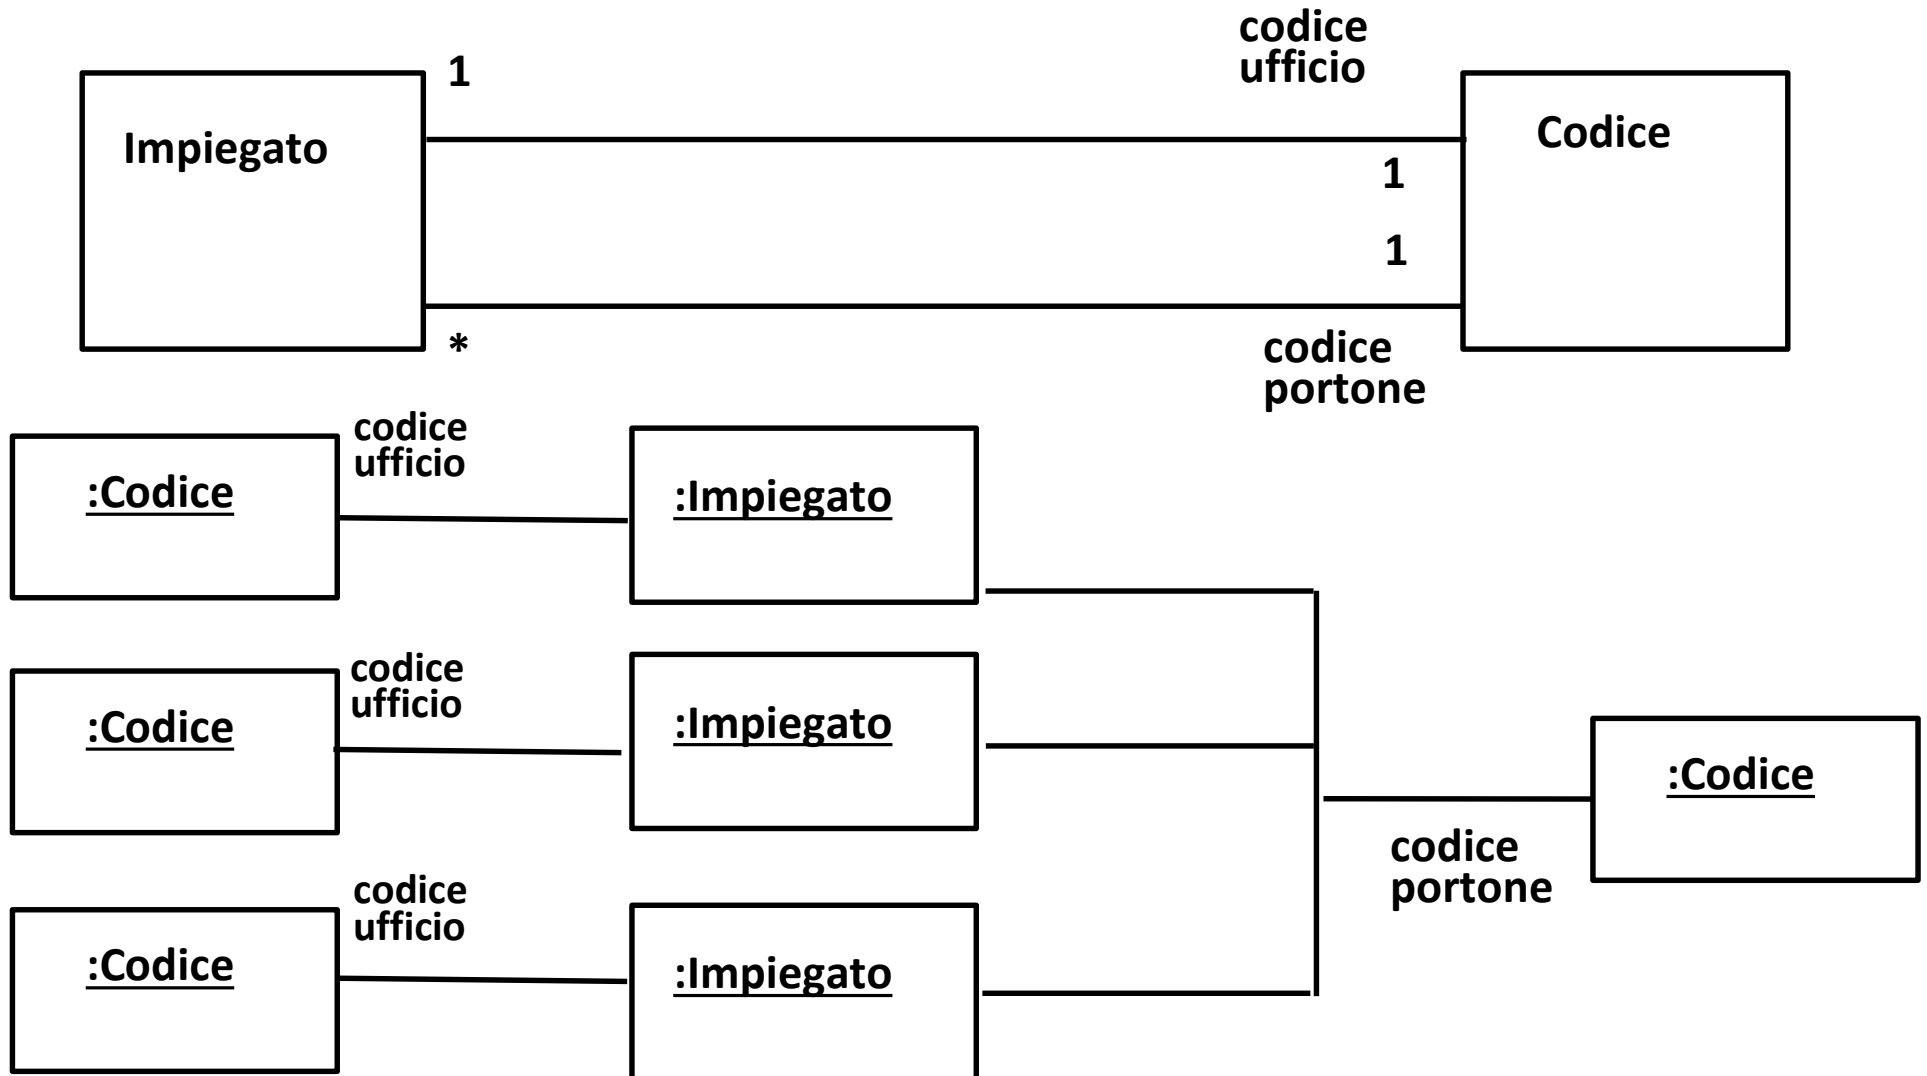 codice
ufficio
1
Impiegato
Codice
1
1
*
codice
portone
codice
ufficio
:Codice
:Impiegato
codice
ufficio
:Codice
:Impiegato
:Codice
codice
portone
codice
ufficio
:Codice
:Impiegato